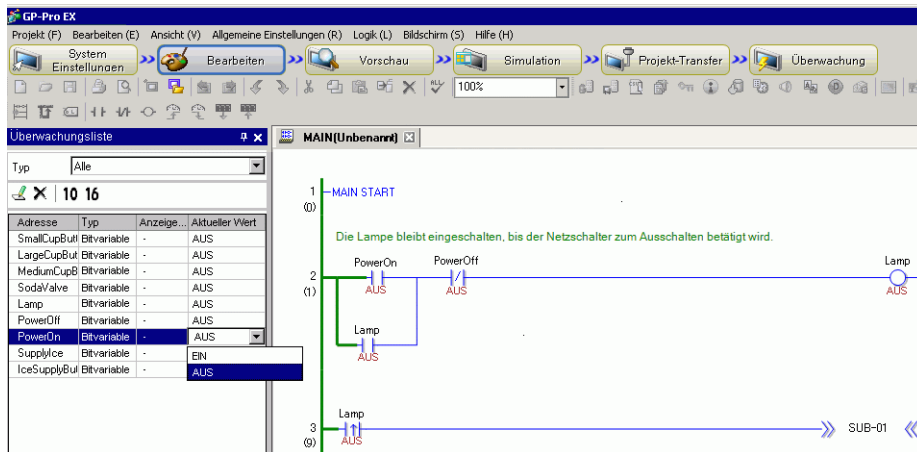 GP-Pro EX
Projekt (F) Bearbeiten (E) Ansicht (V) Allgemeine Einstellungen (R) Logik (L) Bildschirm (S) Hilfe (H)
System Einstellungen Bearbeiten Vorschau Simulation Projekt-Transfer Überwachung
100%
Überwachungsliste
MAIN(Unbenannt)
Typ Alle
10 16
Adresse Typ Anzeige... Aktueller Wert
SmallCupButt Bitvariable - AUS
LargeCupBut Bitvariable - AUS
MediumCupB Bitvariable - AUS
SodaValve Bitvariable - AUS
Lamp Bitvariable - AUS
PowerOff Bitvariable - AUS
PowerOn Bitvariable - AUS
SupplyIce Bitvariable - EIN
IceSupplyBut Bitvariable - AUS
1 MAIN START
(0)
Die Lampe bleibt eingeschalten, bis der Netzschalter zum Ausschalten betätigt wird.
PowerOn PowerOff Lamp
2
(1) AUS AUS AUS
Lamp
AUS
Lamp
3 SUB-01
(9) AUS